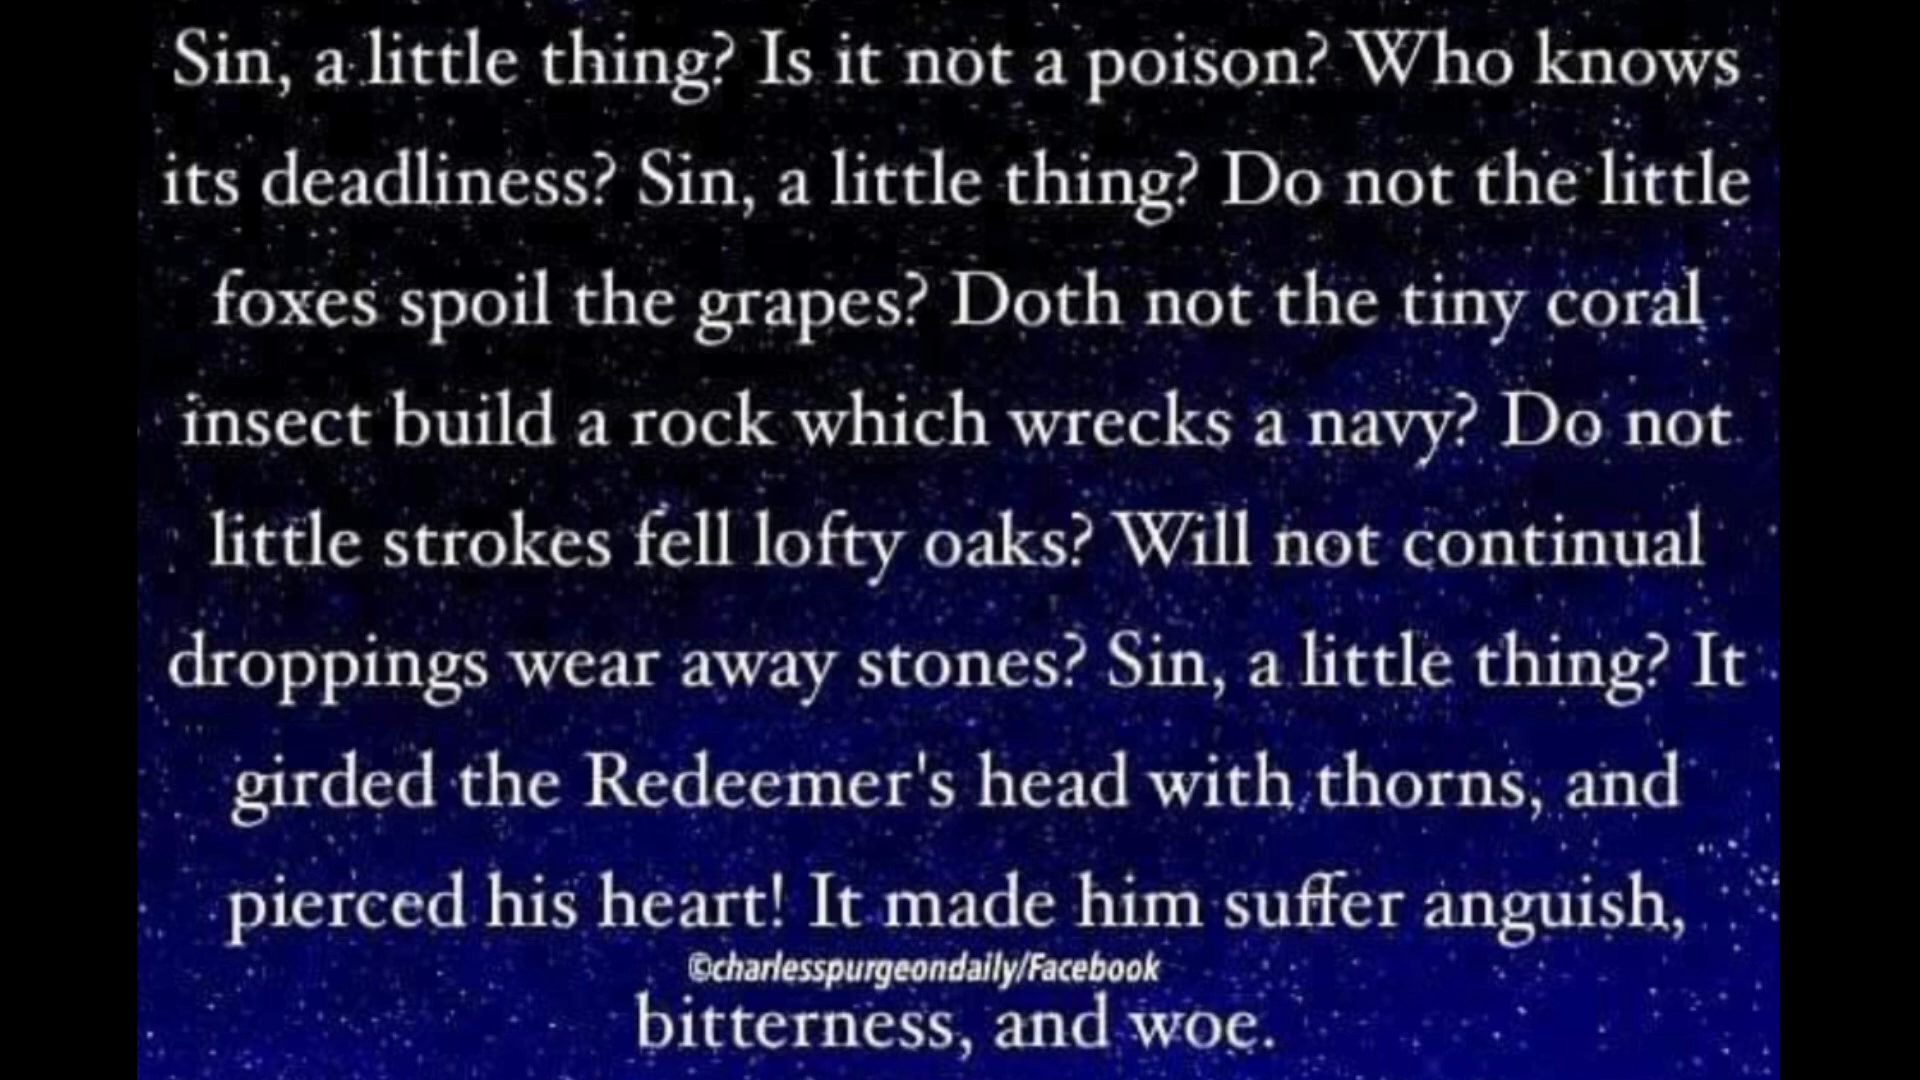 Sin, a little thing? Is it not a poison? Who knows
its deadliness? Sin, a little thing? Do not the little
foxes spoil the grapes? Doth not the tiny coral
insect build a rock which wrecks a navy? Do not
little strokes fell lofty oaks? Will not continual
droppings wear away stones? Sin, a little thing? It
girded the Redeemer's head with thorns, and
pierced his heart! It made him suffer anguish,
©charlesspurgeondaily/Facebook
bitterness, and woe.